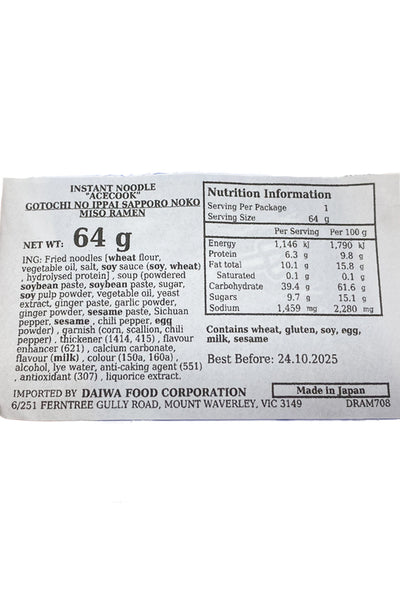 INSTANT NOODLE
"ACECOOK"
GOTOCHI NO IPPAI SAPPORO NOKO
MISO RAMEN
NET WT: 64 g
ING: Fried noodles [wheat flour,
vegetable oil, salt, soy sauce (soy, wheat)
, hydrolysed protein] , soup (powdered
soybean paste, soybean paste, sugar,
soy pulp powder, vegetable oil, yeast
extract, ginger paste, garlic powder,
ginger powder, sesame paste, Sichuan
pepper, sesame , chili pepper, egg
powder) , garnish (corn, scallion, chili
pepper) , thickener (1414, 415) , flavour
enhancer (621) , calcium carbonate,
flavour (milk) , colour (150a, 160a) ,
alcohol, lye water, anti-caking agent (551)
, antioxidant (307) , liquorice extract.
Nutrition Information
Serving Per Package 1
Serving Size 64 g
Per Serving Per 100 g
Energy 1,146 kJ 1,790 kJ
Protein 6.3 g 9.8 g
Fat total 10.1 g 15.8 g
Saturated 0.1 g 0.1 g
Carbohydrate 39.4 g 61.6 g
Sugars 9.7 g 15.1 g
Sodium 1,459 mg 2,280 mg
Contains wheat, gluten, soy, egg,
milk, sesame
Best Before: 24.10.2025
IMPORTED BY DAIWA FOOD CORPORATION
Made in Japan
6/251 FERNTREE GULLY ROAD, MOUNT WAVERLEY, VIC 3149
DRAM708